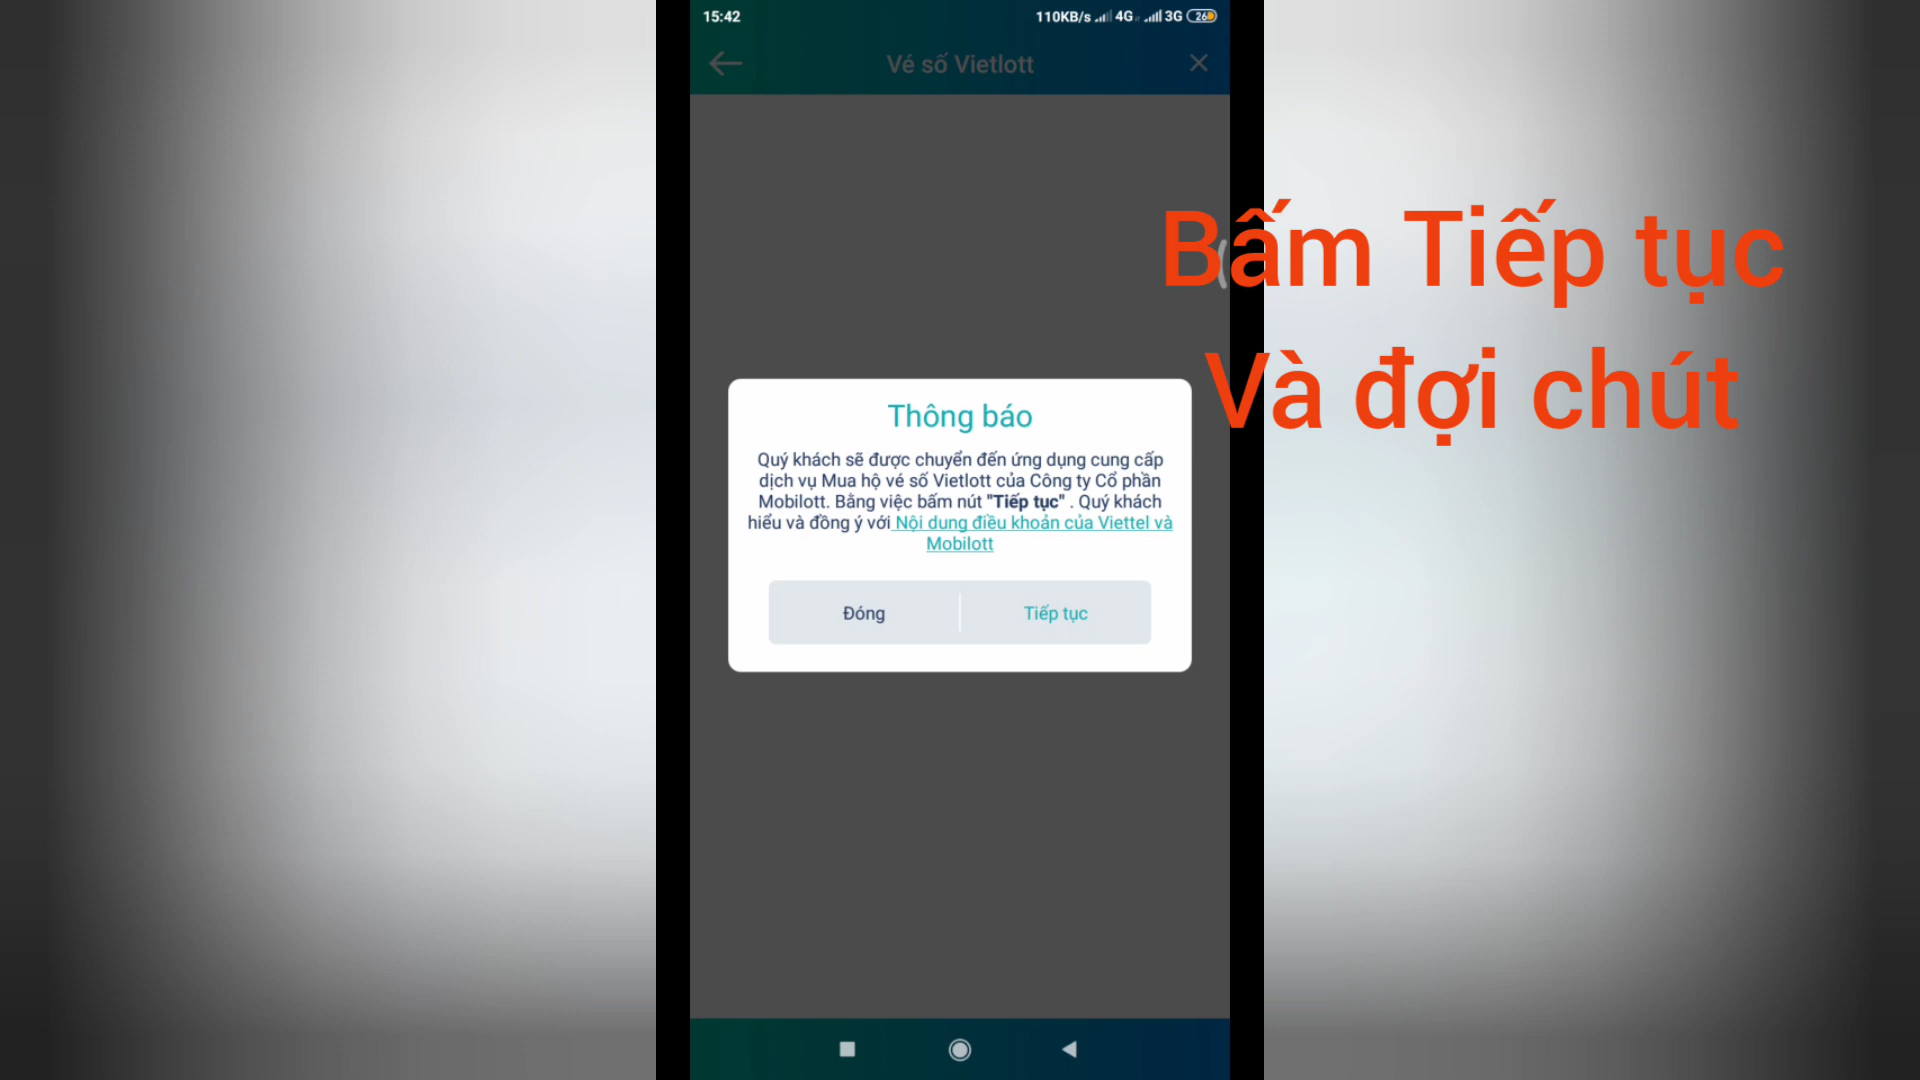 15:42
110KB/s 4G 3G 26
Vé số Vietlott
Bấm Tiếp tục
Và đợi chút
Thông báo
Quý khách sẽ được chuyển đến ứng dụng cung cấp
dịch vụ Mua hộ vé số Vietlott của Công ty Cổ phần
Mobilott. Bằng việc bấm nút "Tiếp tục" . Quý khách
hiểu và đồng ý với Nội dung điều khoản của Viettel và
Mobilott
Đóng
Tiếp tục